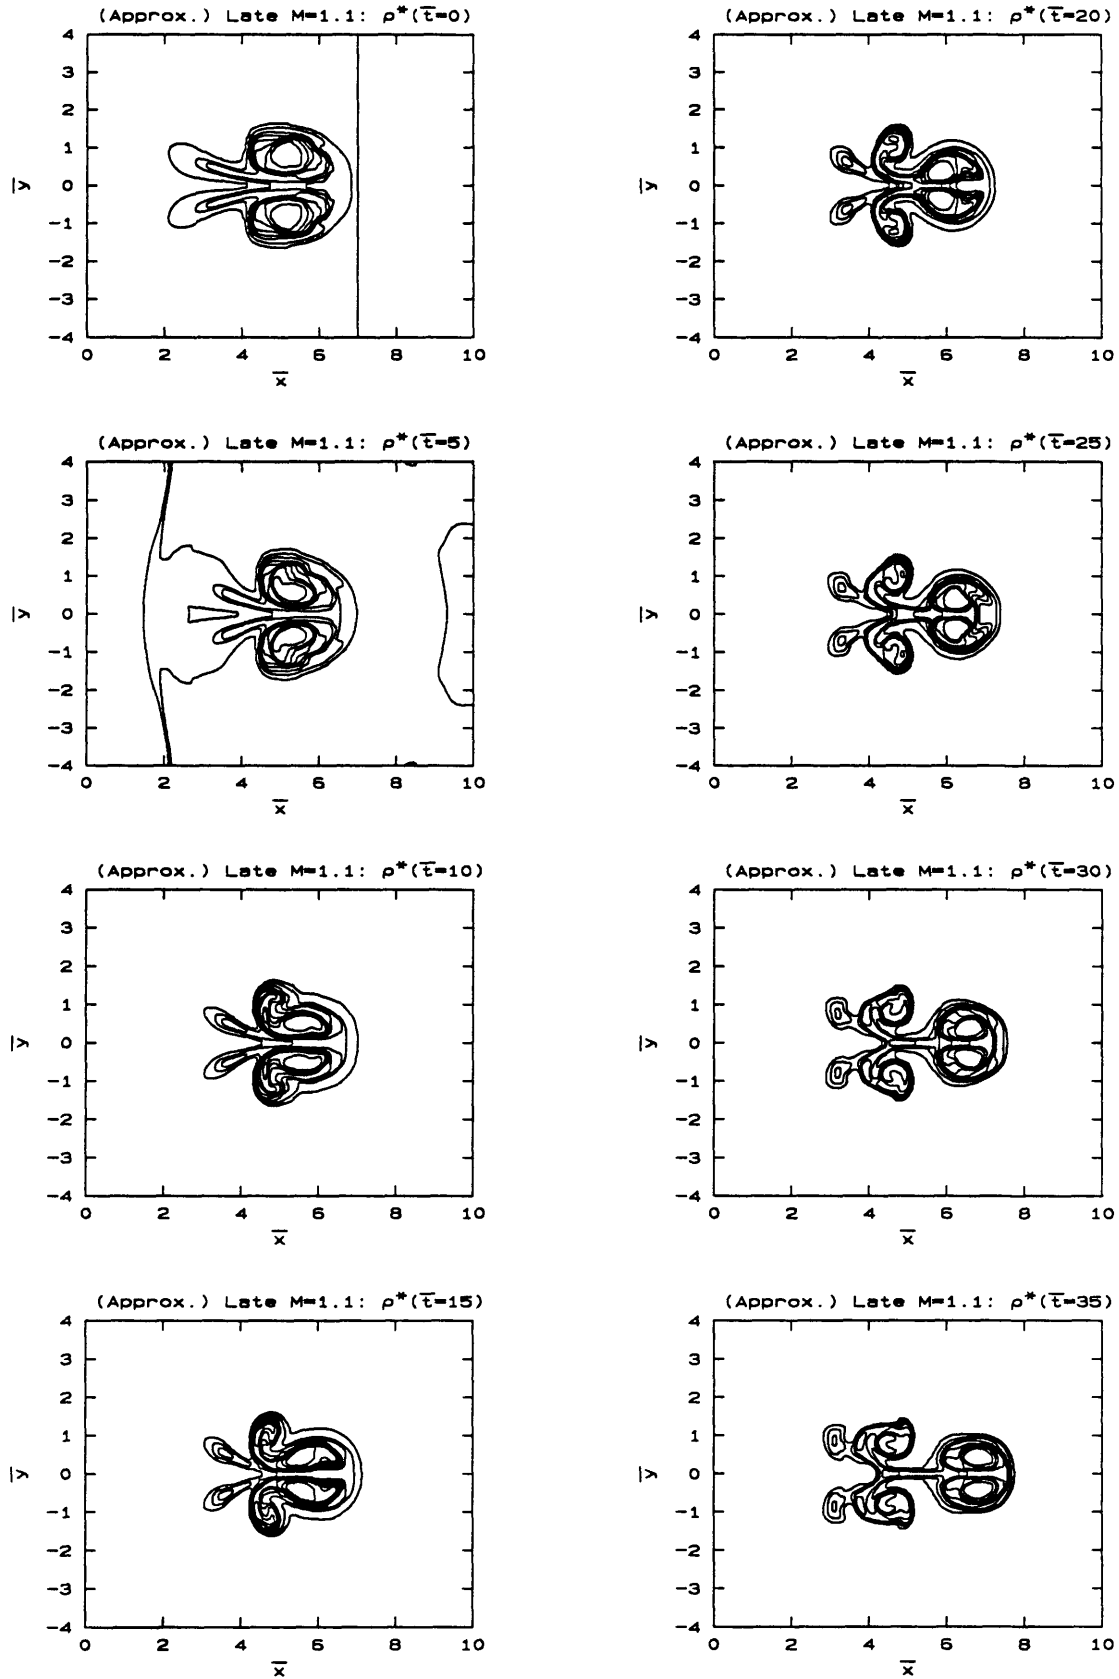 (Approx.) Late M=1.1: ρ*(t̅=0)
4
3
2
1
0
-1
-2
-3
-4
y̅
0 2 4 6 8 10
x̅
(Approx.) Late M=1.1: ρ*(t̅=20)
4
3
2
1
0
-1
-2
-3
-4
y̅
0 2 4 6 8 10
x̅
(Approx.) Late M=1.1: ρ*(t̅=5)
4
3
2
1
0
-1
-2
-3
-4
y̅
0 2 4 6 8 10
x̅
(Approx.) Late M=1.1: ρ*(t̅=25)
4
3
2
1
0
-1
-2
-3
-4
y̅
0 2 4 6 8 10
x̅
(Approx.) Late M=1.1: ρ*(t̅=10)
4
3
2
1
0
-1
-2
-3
-4
y̅
0 2 4 6 8 10
x̅
(Approx.) Late M=1.1: ρ*(t̅=30)
4
3
2
1
0
-1
-2
-3
-4
y̅
0 2 4 6 8 10
x̅
(Approx.) Late M=1.1: ρ*(t̅=15)
4
3
2
1
0
-1
-2
-3
-4
y̅
0 2 4 6 8 10
x̅
(Approx.) Late M=1.1: ρ*(t̅=35)
4
3
2
1
0
-1
-2
-3
-4
y̅
0 2 4 6 8 10
x̅